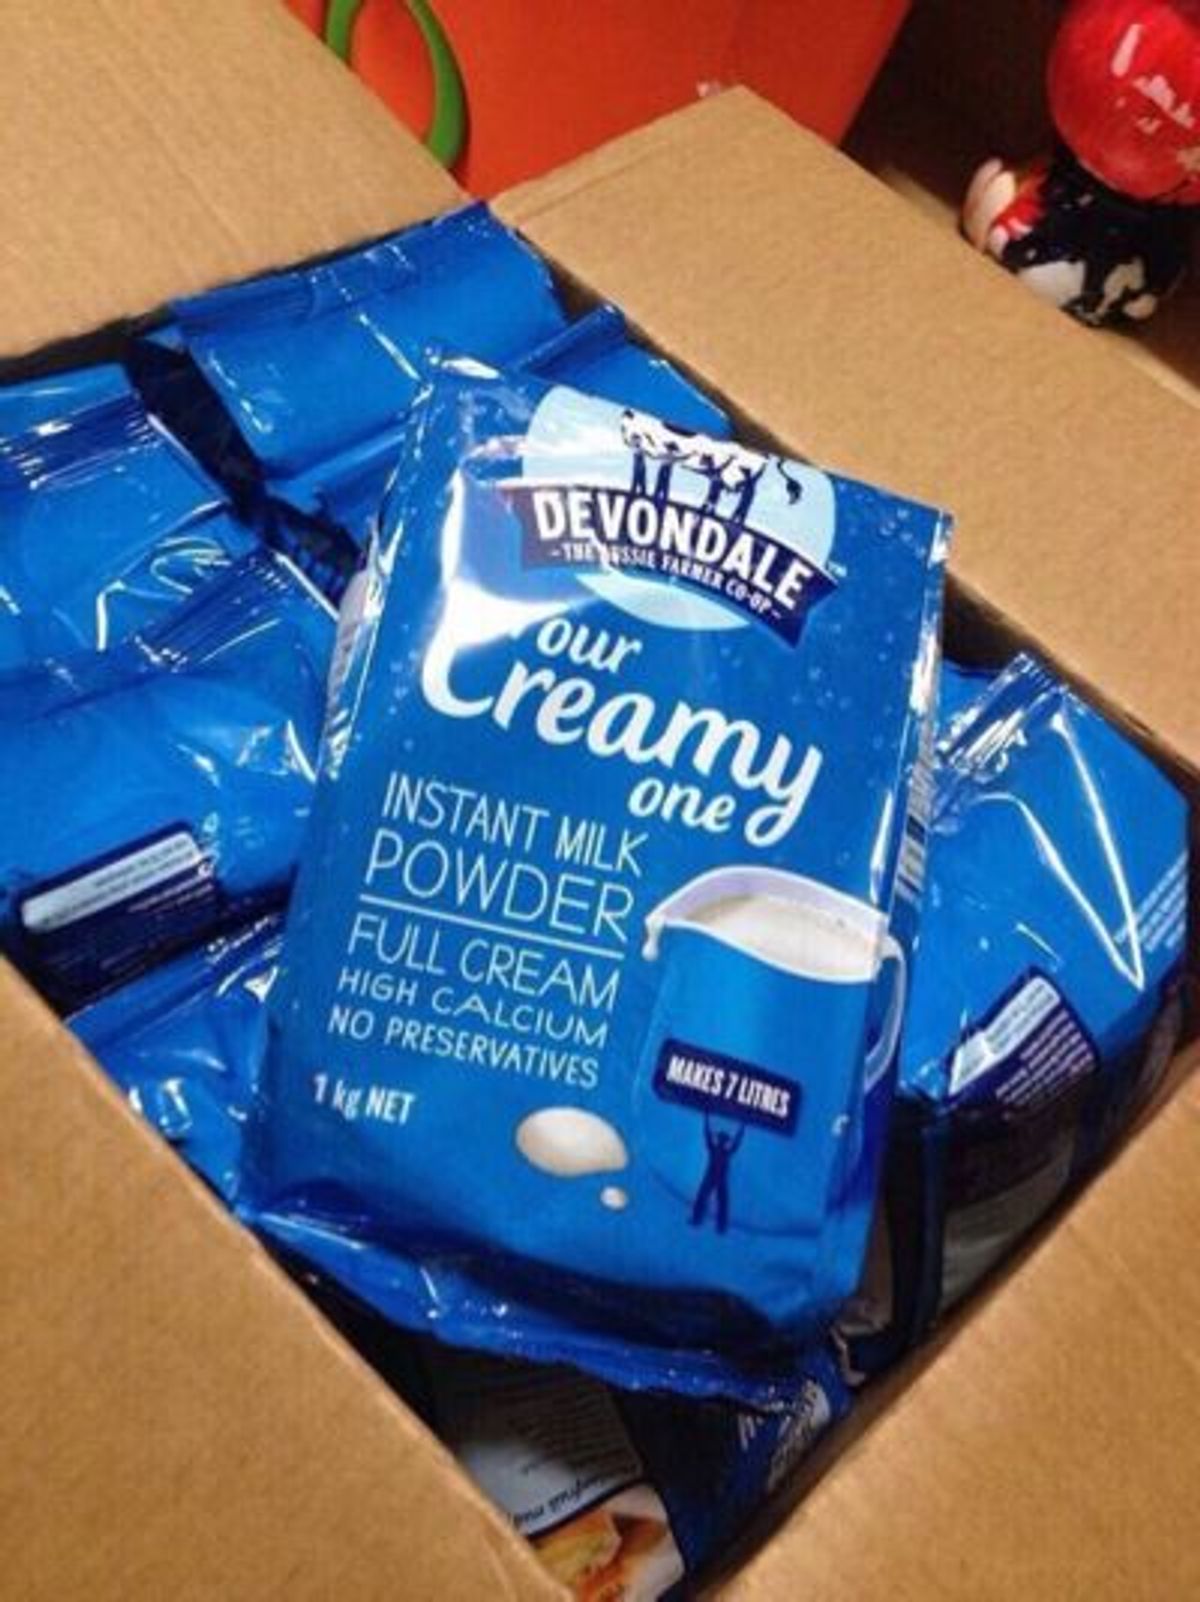 DEVONDALE
- THE AUSSIE FARMER CO-OP -
our
Creamy
one
INSTANT MILK
POWDER
FULL CREAM
HIGH CALCIUM
NO PRESERVATIVES
1 kg NET
MAKES 7 LITRES